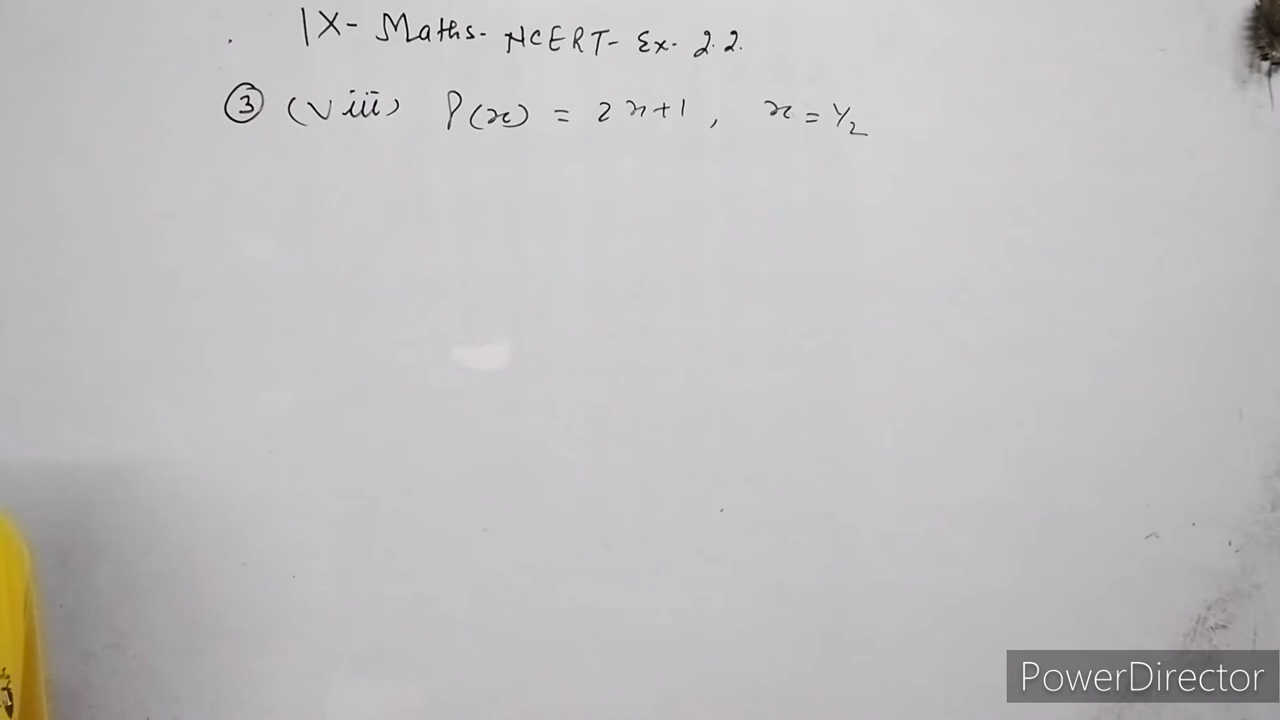 IX- Maths- NCERT- Ex. 2.2.
③ (viii) P(x) = 2x+1, x = 1/2
PowerDirector